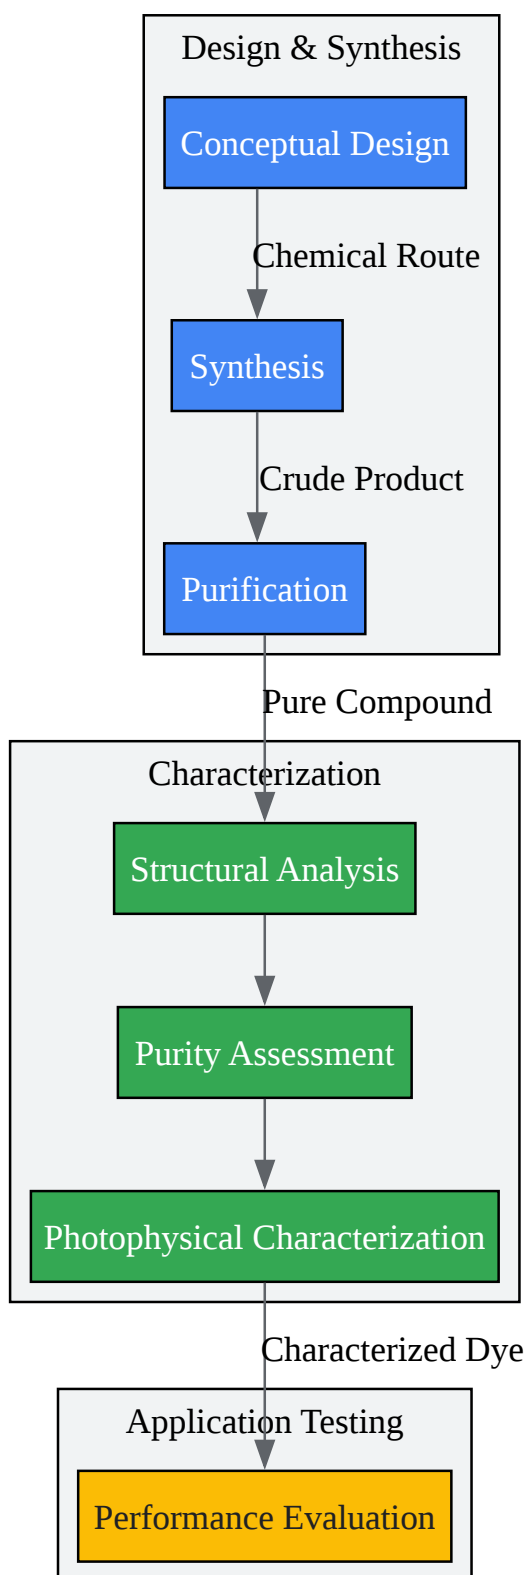 Design & Synthesis
Conceptual Design
Chemical Route
Synthesis
Crude Product
Purification
Pure Compound
Characterization
Structural Analysis
Purity Assessment
Photophysical Characterization
Characterized Dye
Application Testing
Performance Evaluation